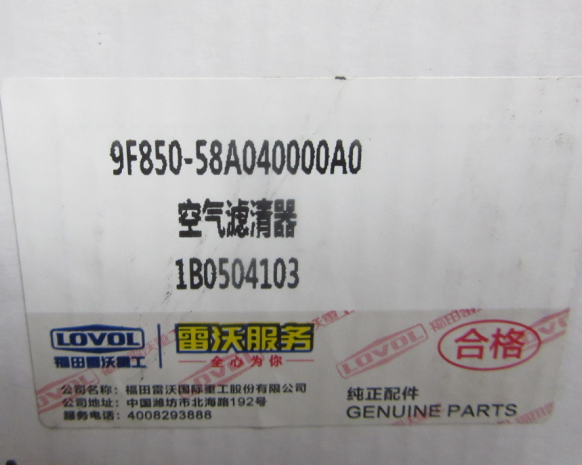 9F850-58A040000A0
空气滤清器
1B0504103
LOVOL
福田雷沃重工
雷沃服务
全心为你
LOVOL
合格
公司名称：福田雷沃国际重工股份有限公司
公司地址：中国潍坊市北海路192号
服务电话：4008293888
纯正配件
GENUINE PARTS